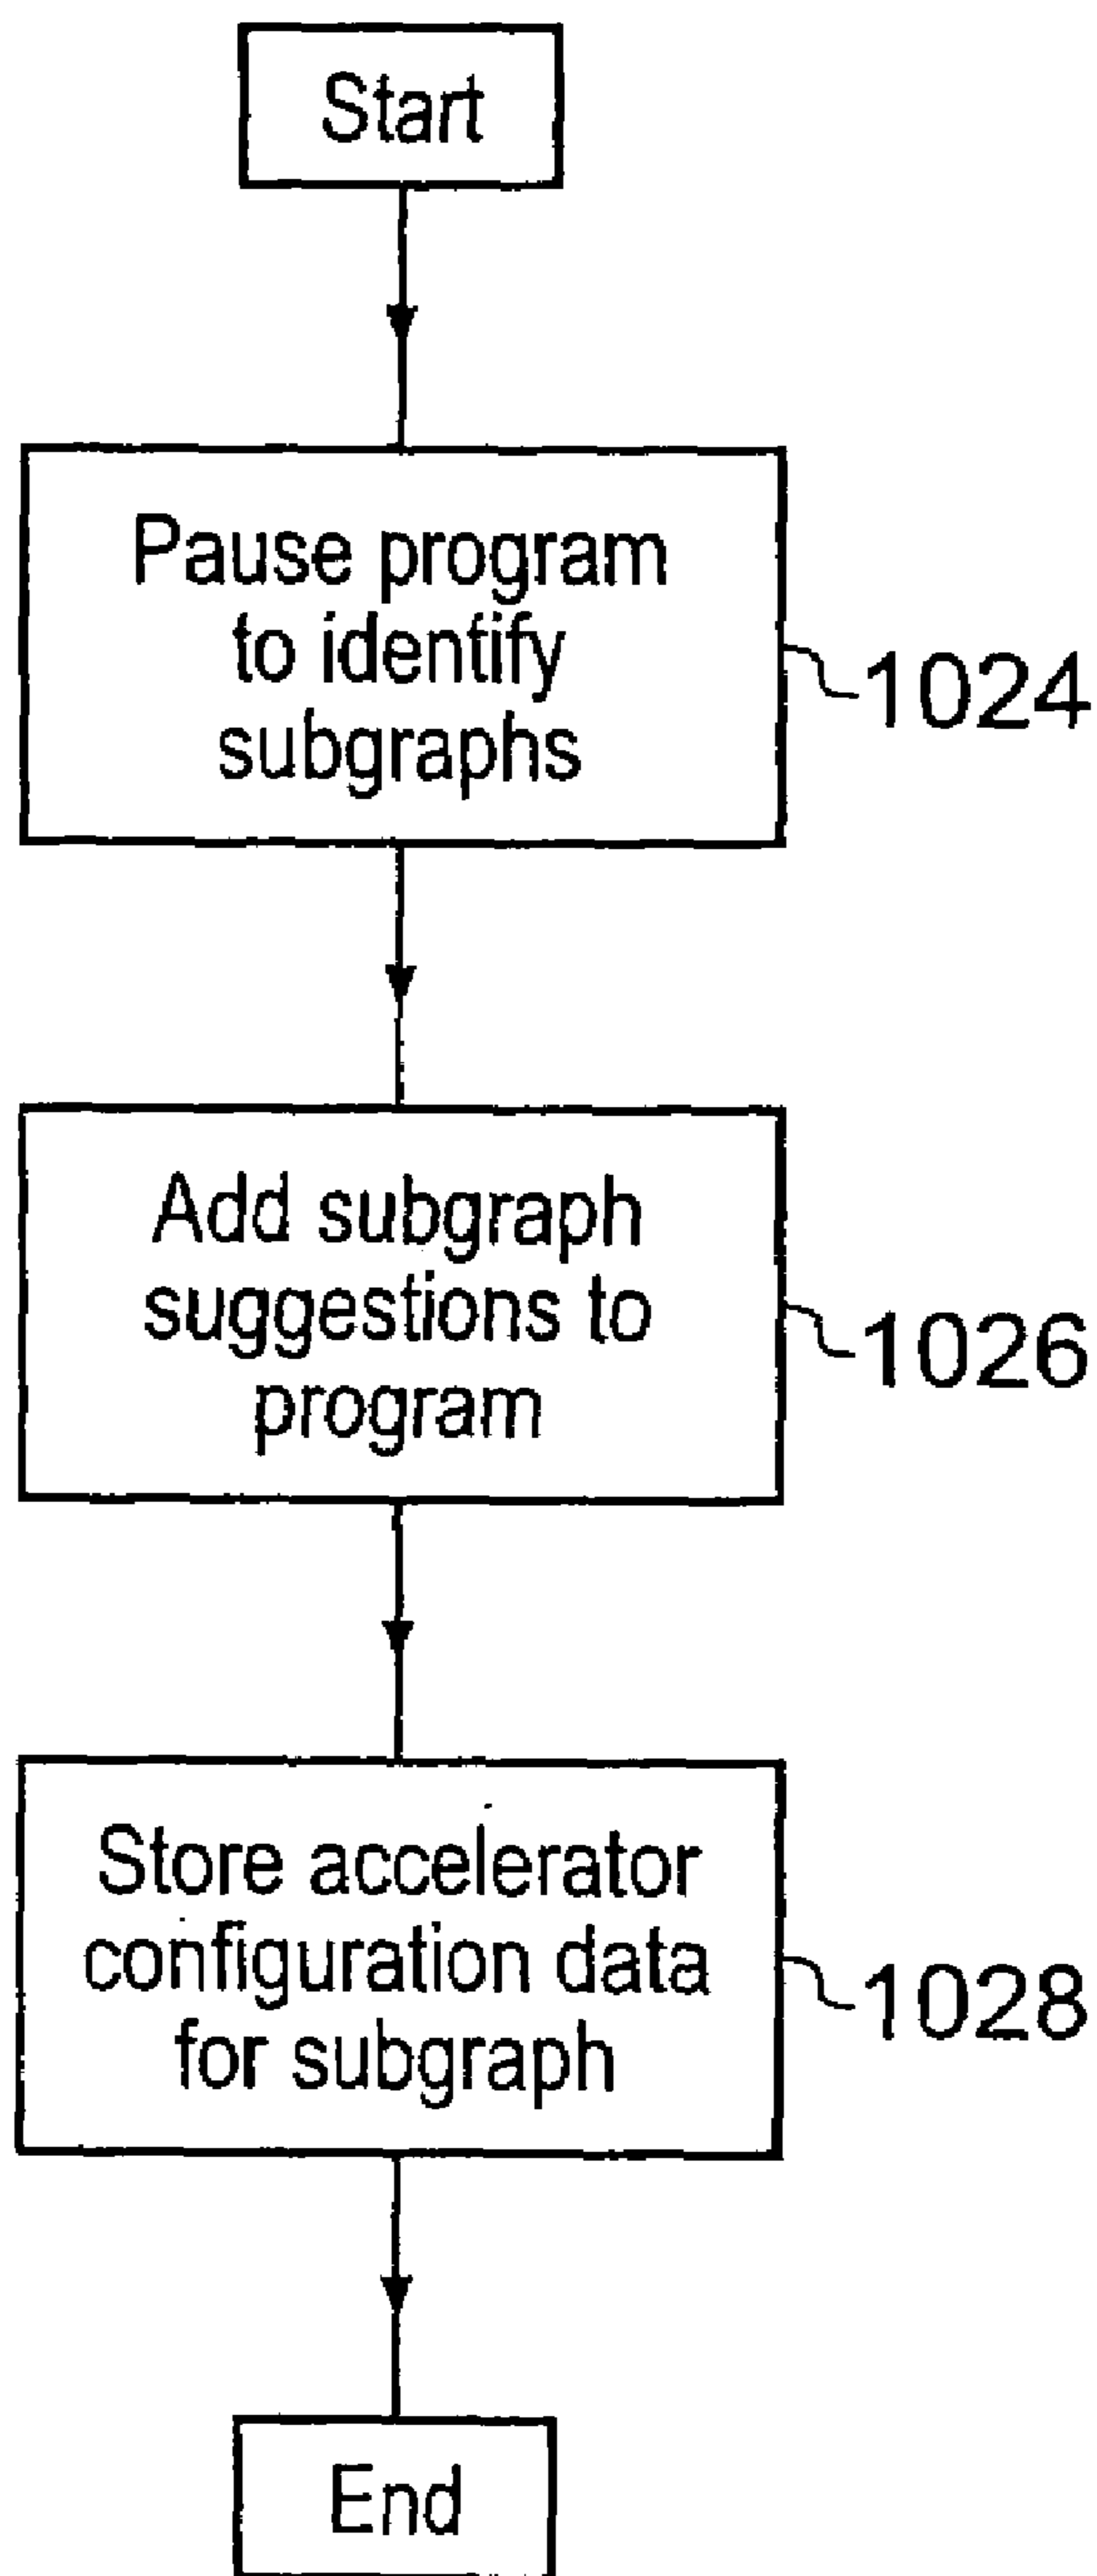 Start
Pause program
to identify
subgraphs
1024
Add subgraph
suggestions to
program
1026
Store accelerator
configuration data
for subgraph
1028
End